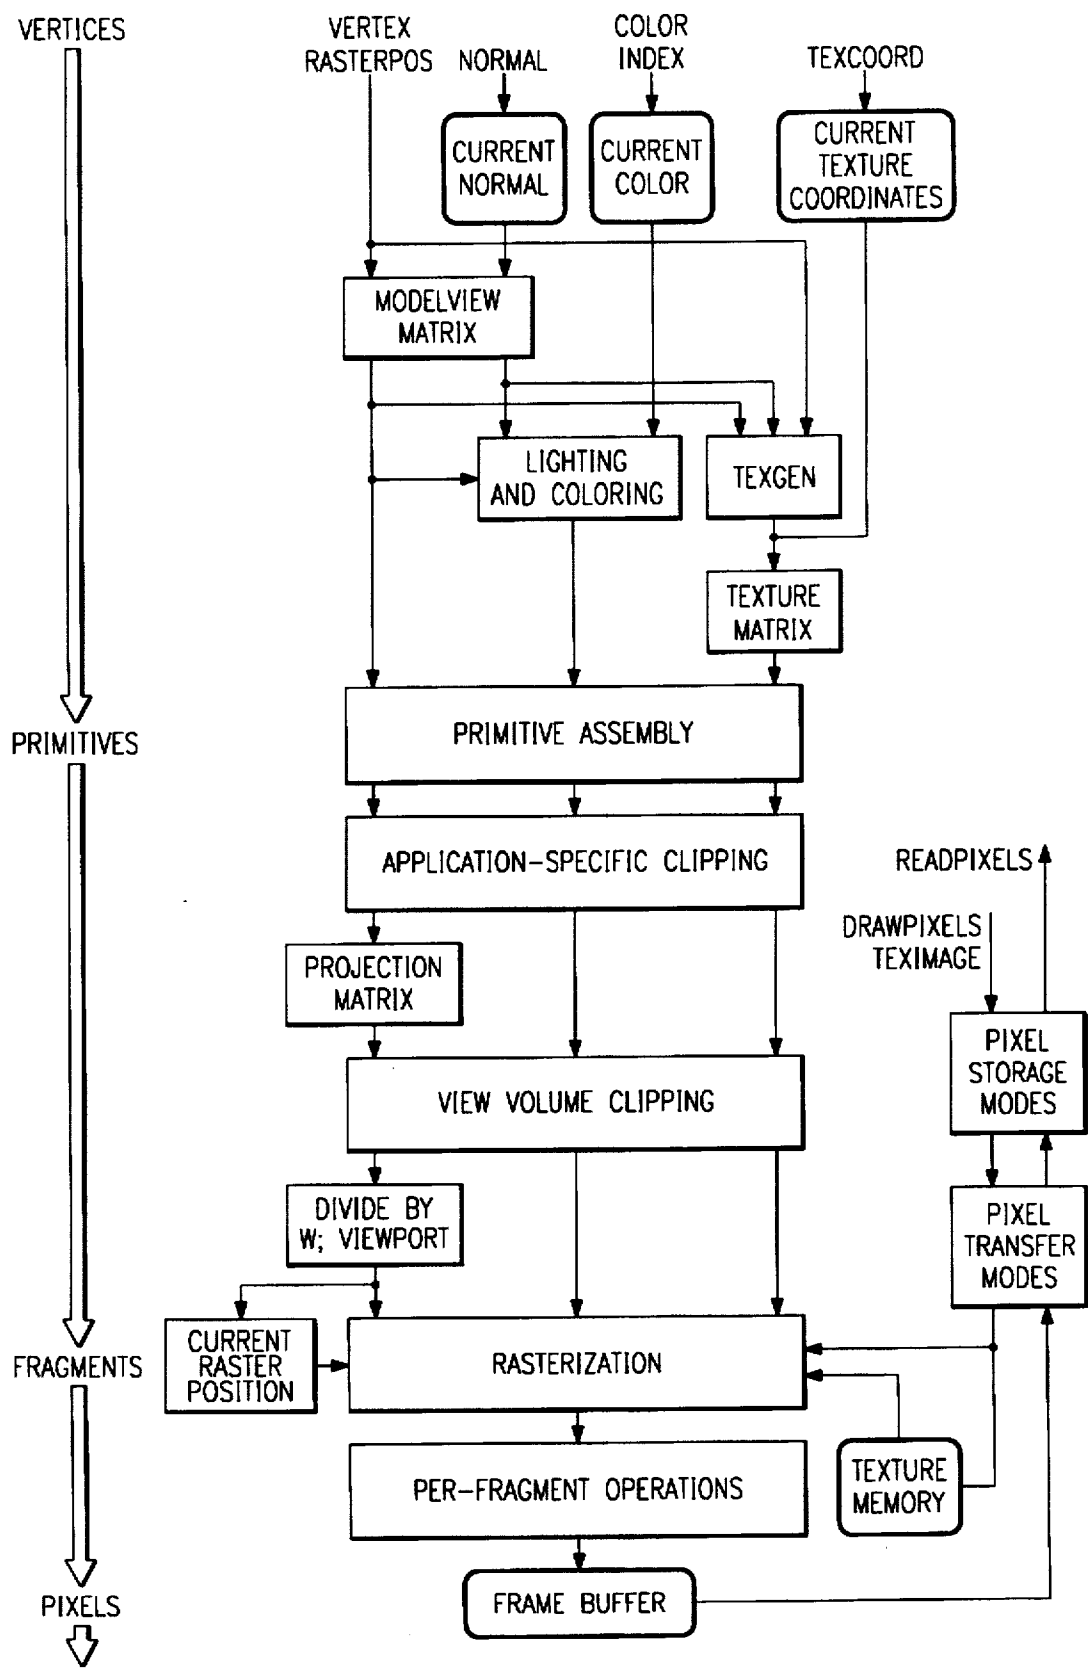 VERTICES
VERTEX
RASTERPOS
NORMAL
COLOR
INDEX
TEXCOORD
CURRENT
NORMAL
CURRENT
COLOR
CURRENT
TEXTURE
COORDINATES
MODELVIEW
MATRIX
LIGHTING
AND COLORING
TEXGEN
TEXTURE
MATRIX
PRIMITIVES
PRIMITIVE ASSEMBLY
APPLICATION-SPECIFIC CLIPPING
READPIXELS
DRAWPIXELS
TEXIMAGE
PROJECTION
MATRIX
PIXEL
STORAGE
MODES
VIEW VOLUME CLIPPING
DIVIDE BY
W; VIEWPORT
PIXEL
TRANSFER
MODES
FRAGMENTS
CURRENT
RASTER
POSITION
RASTERIZATION
PER-FRAGMENT OPERATIONS
TEXTURE
MEMORY
PIXELS
FRAME BUFFER